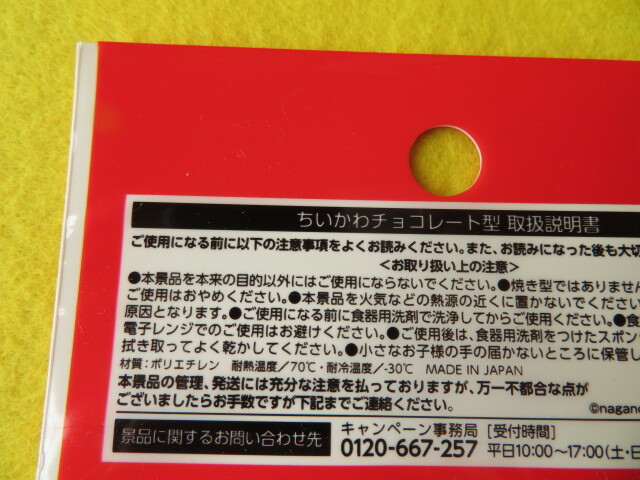 ちいかわチョコレート型 取扱説明書
ご使用になる前に以下の注意事項をよくお読みください。また、お読みになった後も大切
<お取り扱い上の注意>
●本景品を本来の目的以外にはご使用にならないでください。●焼き型ではありません
ご使用はおやめください。●本景品を火気などの熱源の近くに置かないでください
原因となります。●ご使用になる前に食器用洗剤で洗浄してからご使用ください。●食
電子レンジでのご使用はお避けください。●ご使用後は、食器用洗剤をつけたスポン
拭き取ってよく乾かしてください。●小さなお子様の手の届かないところに保管し
材質：ポリエチレン 耐熱温度／70℃・耐冷温度／-30℃ MADE IN JAPAN
本景品の管理、発送には充分な注意を払っておりますが、万一不都合な点が
ございましたらお手数ですが下記までご連絡ください。
©nagano
景品に関するお問い合わせ先
キャンペーン事務局 [受付時間]
0120-667-257 平日10:00～17:00(土・日